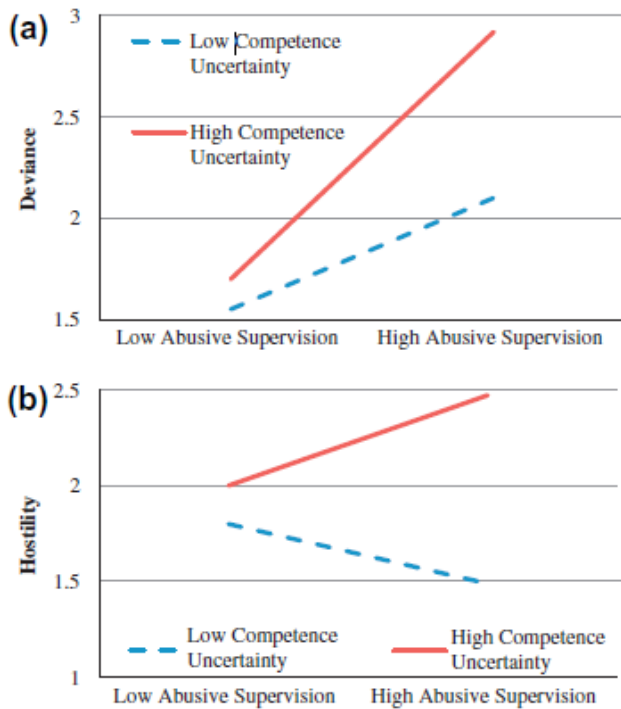 (a)
3
2.5
2
1.5
Deviance
Low Competence
Uncertainty
High Competence
Uncertainty
Low Abusive Supervision
High Abusive Supervision
(b)
2.5
2
1.5
1
Hostility
Low Competence
Uncertainty
High Competence
Uncertainty
Low Abusive Supervision
High Abusive Supervision